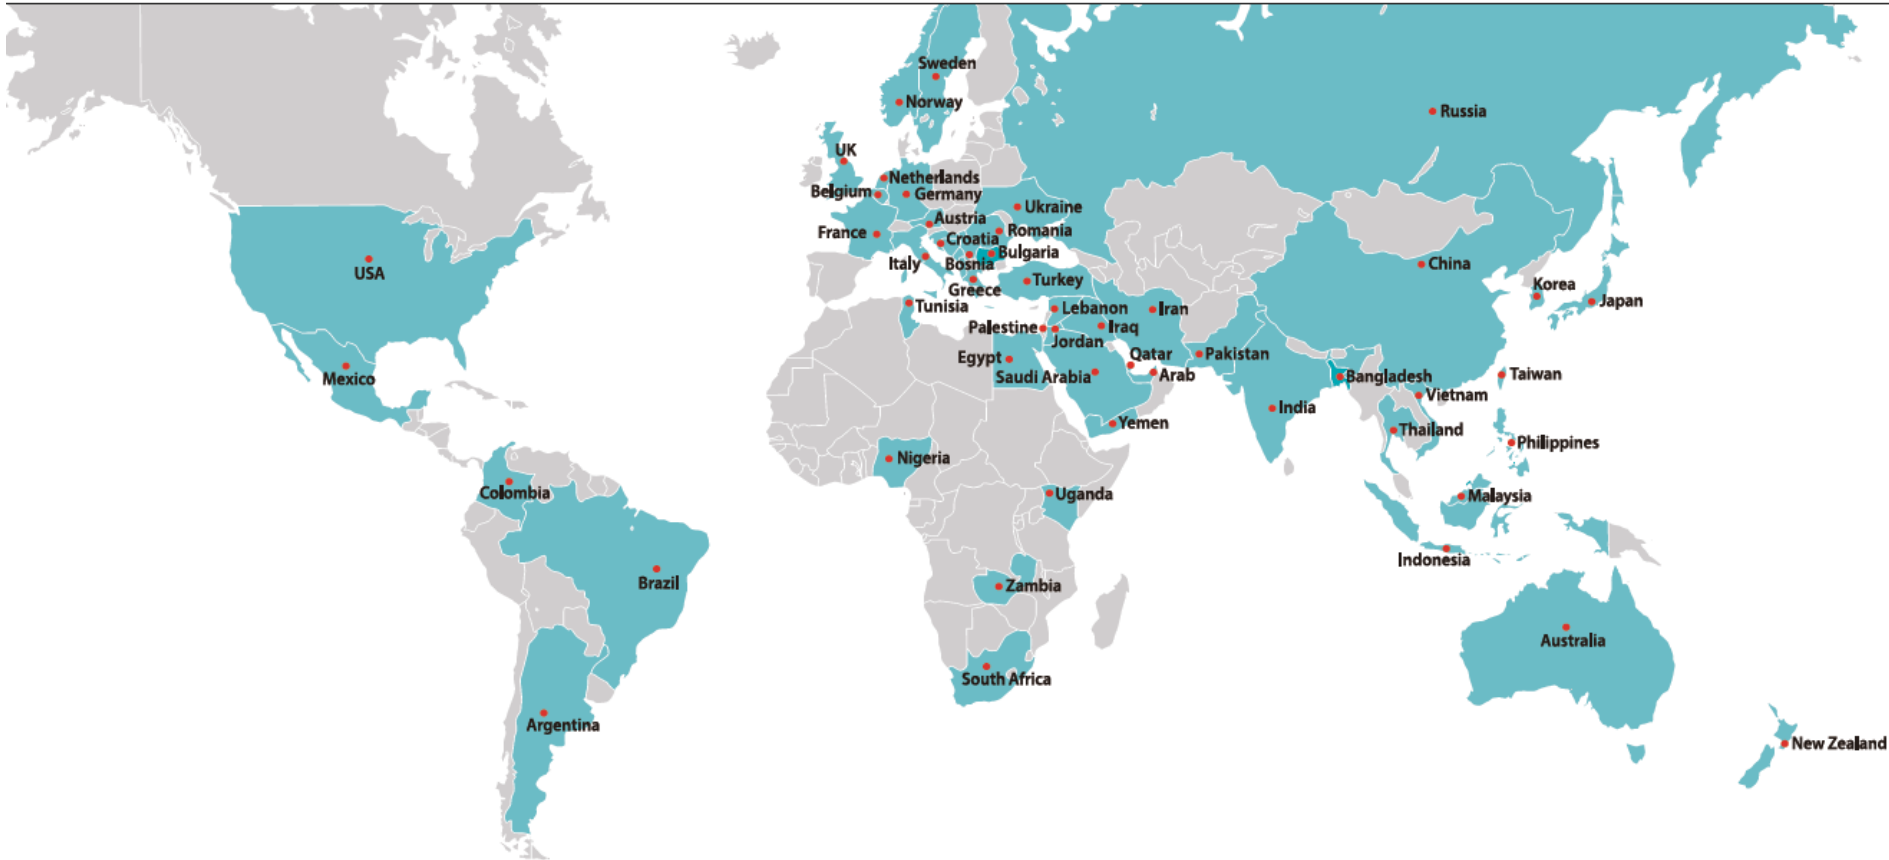 Sweden
Norway
Russia
UK
Netherlands
Belgium
Germany
Ukraine
Austria
Romania
France
Croatia
Bulgaria
Italy
Bosnia
China
USA
Turkey
Korea
Greece
Japan
Tunisia
Lebanon
Iran
Palestine
Iraq
Jordan
Qatar
Pakistan
Egypt
Saudi Arabia
Arab
Mexico
Bangladesh
Taiwan
Vietnam
India
Yemen
Thailand
Philippines
Nigeria
Colombia
Uganda
Malaysia
Indonesia
Brazil
Zambia
Australia
South Africa
Argentina
New Zealand